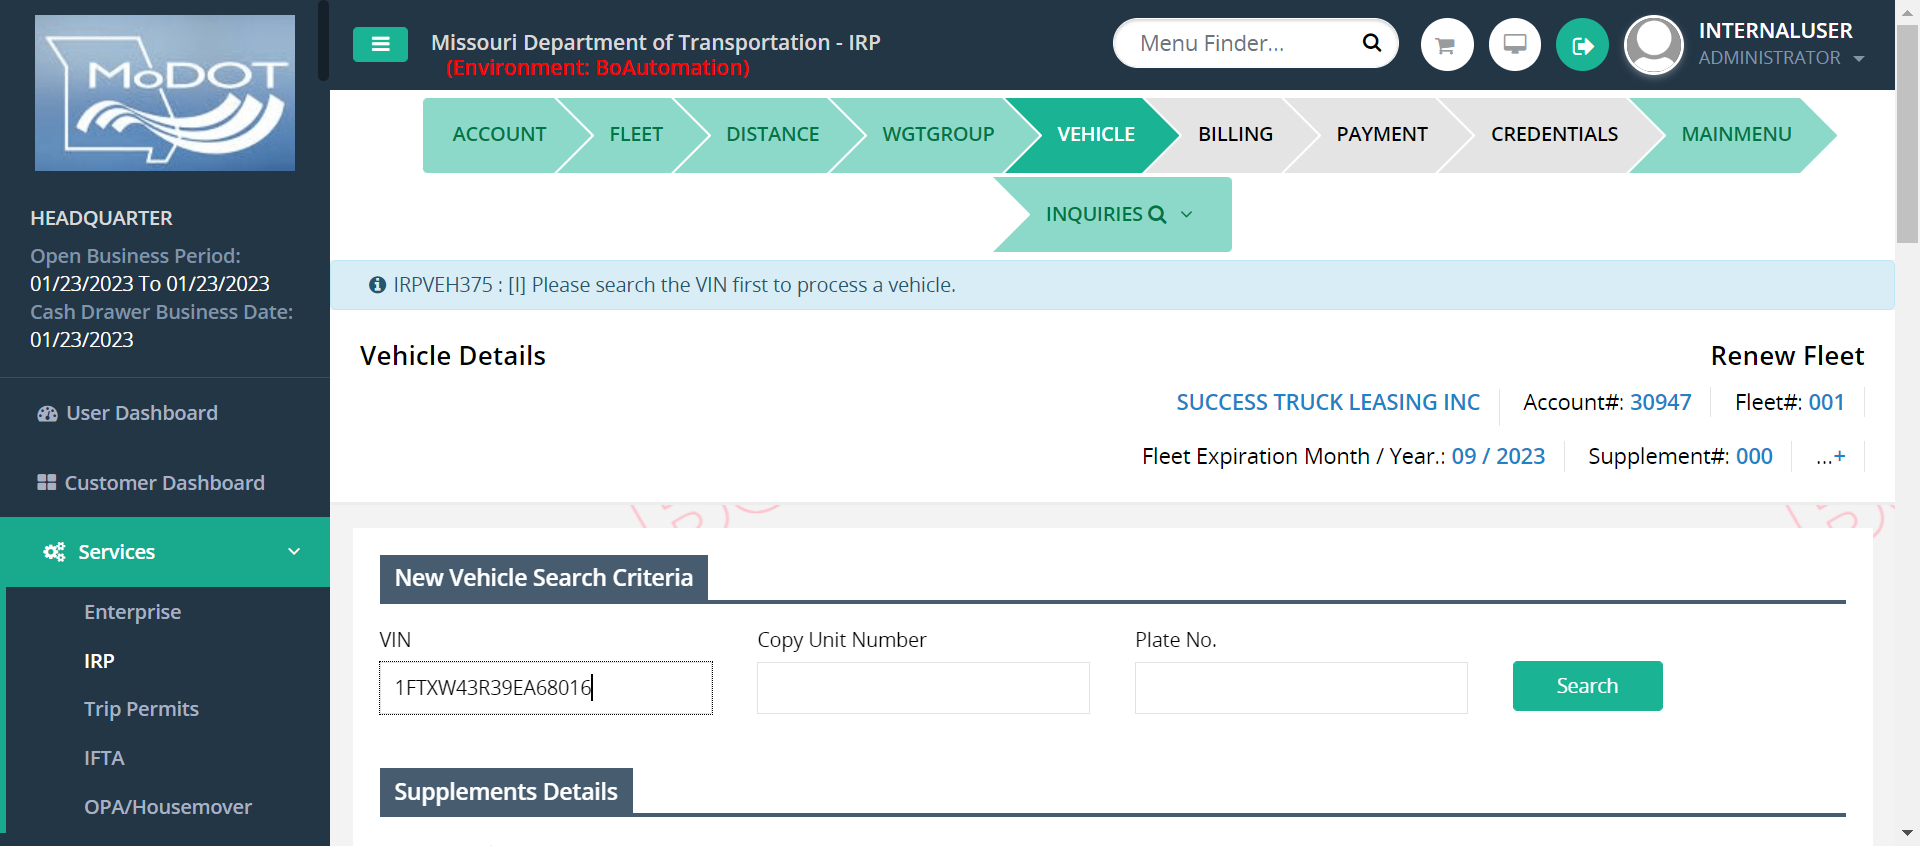 MoDOT
HEADQUARTER
Open Business Period:
01/23/2023 To 01/23/2023
Cash Drawer Business Date:
01/23/2023
User Dashboard
Customer Dashboard
Services
Enterprise
IRP
Trip Permits
IFTA
OPA/Housemover
Missouri Department of Transportation - IRP
(Environment: BoAutomation)
Menu Finder...
INTERNALUSER
ADMINISTRATOR
ACCOUNT FLEET DISTANCE WGTGROUP VEHICLE BILLING PAYMENT CREDENTIALS MAINMENU
INQUIRIES
IRPVEH375 : [I] Please search the VIN first to process a vehicle.
Vehicle Details
Renew Fleet
SUCCESS TRUCK LEASING INC Account#: 30947 Fleet#: 001
Fleet Expiration Month / Year.: 09 / 2023 Supplement#: 000 ...+
New Vehicle Search Criteria
VIN Copy Unit Number Plate No.
1FTXW43R39EA68016 Search
Supplements Details